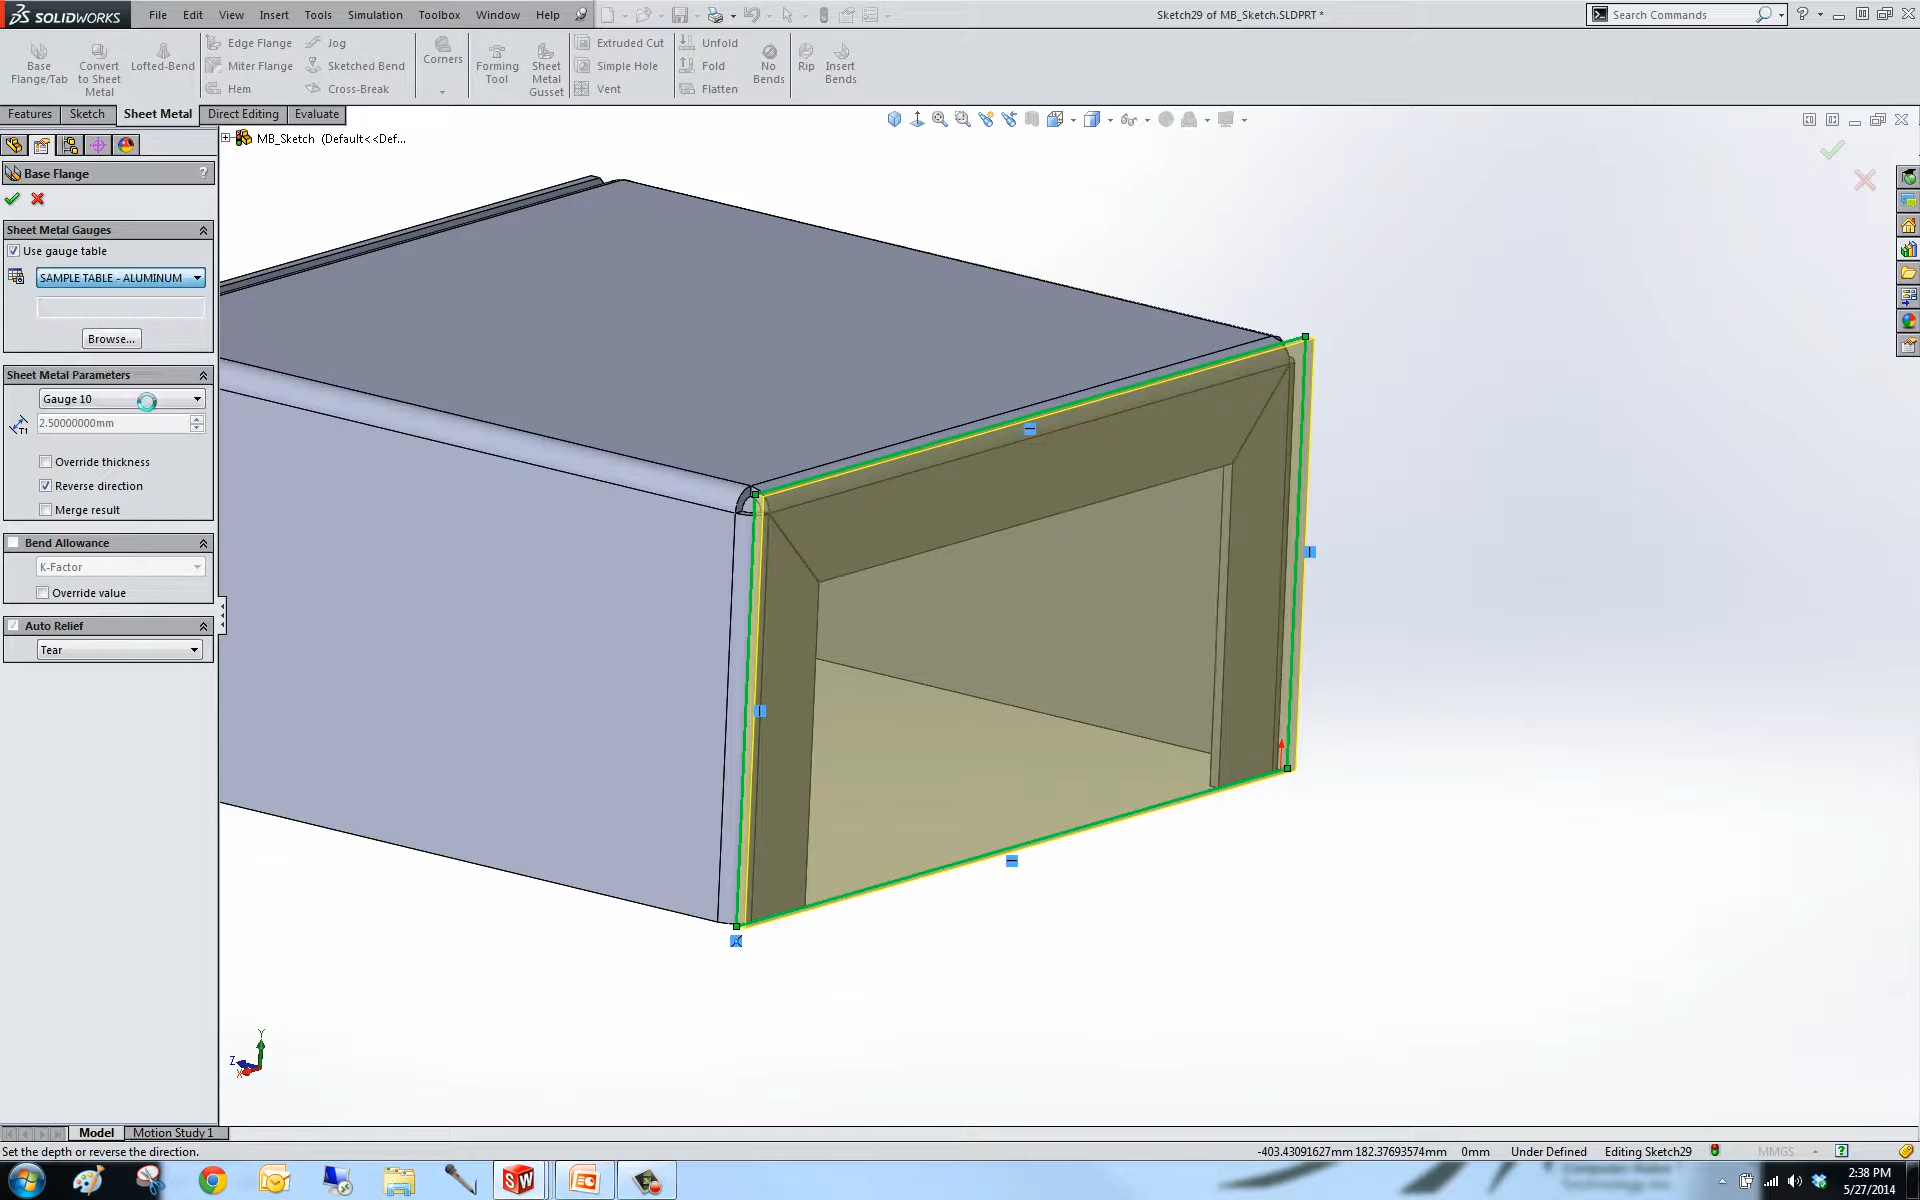 SOLIDWORKS File Edit View Insert Tools Simulation Toolbox Window Help Sketch29 of MB_Sketch.SLDPRT * Search Commands ?
Base Flange/Tab
Convert to Sheet Metal
Lofted-Bend
Edge Flange
Miter Flange
Hem
Jog
Sketched Bend
Cross-Break
Corners
Forming Tool
Sheet Metal Gusset
Extruded Cut
Simple Hole
Vent
Unfold
Fold
Flatten
No Bends
Rip
Insert Bends
Features Sketch Sheet Metal Direct Editing Evaluate
MB_Sketch (Default<<Def...
Base Flange ?
Sheet Metal Gauges
Use gauge table
SAMPLE TABLE - ALUMINUM
Browse...
Sheet Metal Parameters
Gauge 10
T1
2.50000000mm
Override thickness
Reverse direction
Merge result
Bend Allowance
K-Factor
Override value
Auto Relief
Tear
Y
Z
X
Model Motion Study 1
Set the depth or reverse the direction. -403.43091627mm 182.37693574mm 0mm Under Defined Editing Sketch29 MMGS ?
SW
2:38 PM
5/27/2014